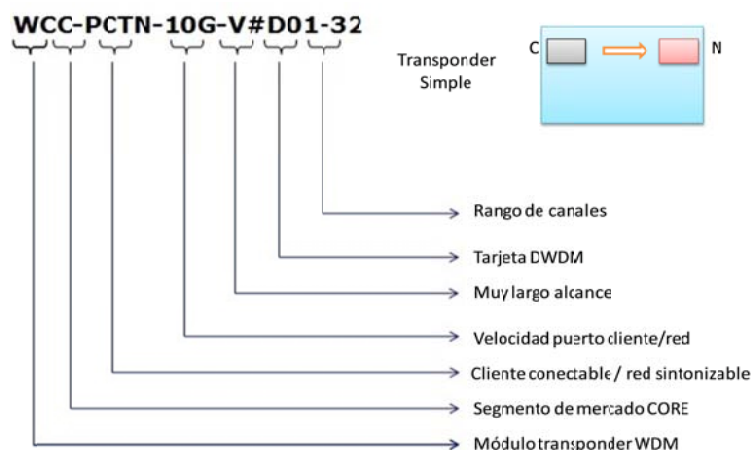 WCC-PCTN-10G-V#D01-32
Transponder
Simple
C
N
Rango de canales
Tarjeta DWDM
Muy largo alcance
Velocidad puerto cliente/red
Cliente conectable/ red sintonizable
Segmento de mercado CORE
Módulo transponder WDM